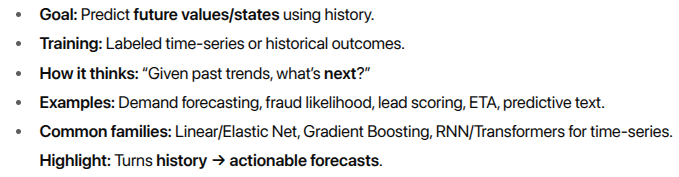 Goal: Predict future values/states using history.
Training: Labeled time-series or historical outcomes.
How it thinks: “Given past trends, what’s next?”
Examples: Demand forecasting, fraud likelihood, lead scoring, ETA, predictive text.
Common families: Linear/Elastic Net, Gradient Boosting, RNN/Transformers for time-series.
Highlight: Turns history → actionable forecasts.